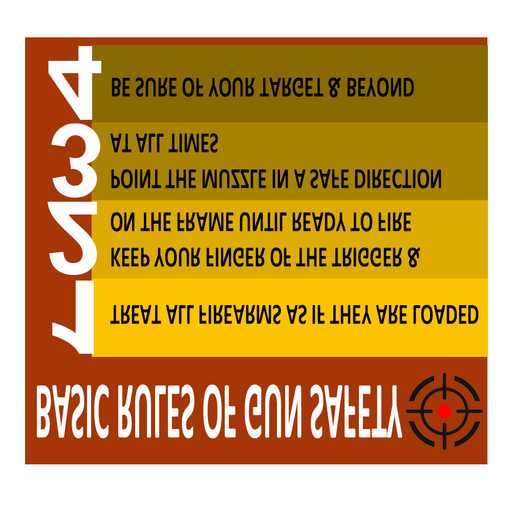 BASIC RULES OF GUN SAFETY
1 TREAT ALL FIREARMS AS IF THEY ARE LOADED
2 KEEP YOUR FINGER OF THE TRIGGER &
ON THE FRAME UNTIL READY TO FIRE
3 POINT THE MUZZLE IN A SAFE DIRECTION
AT ALL TIMES
4 BE SURE OF YOUR TARGET & BEYOND